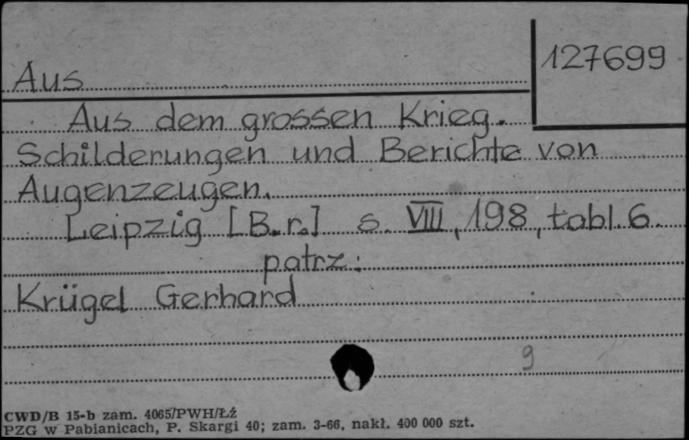 127699
Aus
Aus dem grossen Krieg.
Schilderungen und Berichte von
Augenzeugen.
Leipzig [B.r.] s. VIII, 198, tabl. 6.
patrz:
Krügel Gerhard
9
CWD/B 15-b zam. 4065/PWH/Łź
PZG w Pabianicach, P. Skargi 40; zam. 3-66, nakł. 400 000 szt.